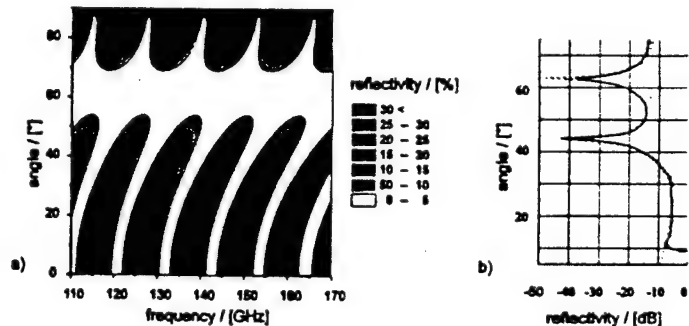 80
60
40
20
0
angle / [°]
110 120 130 140 150 160 170
frequency / [GHz]
a)
reflectivity / [%]
30 <
25 – 30
20 – 25
15 – 20
10 – 15
50 – 10
0 – 5
60
40
20
angle / [°]
b)
-50 -40 -30 -20 -10 0
reflectivity / [dB]